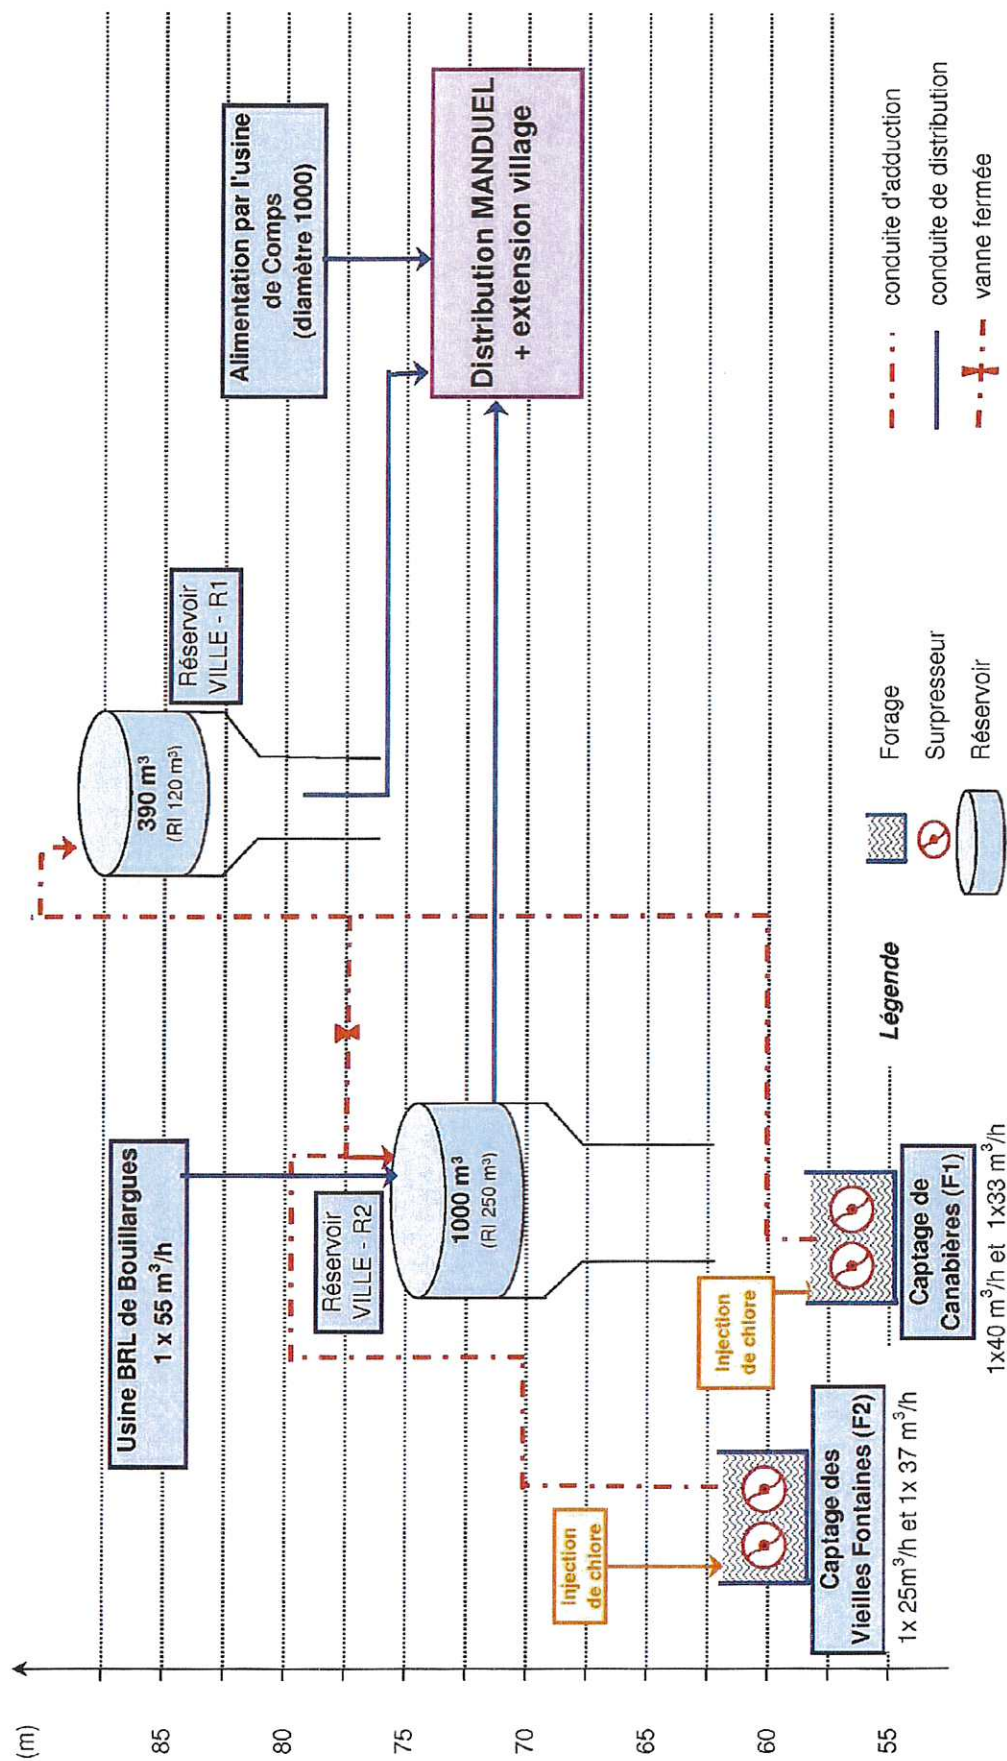 (m)
85
80
75
70
65
60
55
Usine BRL de Bouillargues
1 x 55 m³/h
Réservoir
VILLE - R2
1000 m³
(RI 250 m³)
390 m³
(RI 120 m³)
Réservoir
VILLE - R1
Alimentation par l'usine
de Comps
(diamètre 1000)
Distribution MANDUEL
+ extension village
Injection
de chlore
Captage des
Vieilles Fontaines (F2)
1x 25m³/h et 1x 37 m³/h
Injection
de chlore
Captage de
Canabières (F1)
1x40 m³/h et 1x33 m³/h
Légende
Forage
Surpresseur
Réservoir
conduite d'adduction
conduite de distribution
vanne fermée